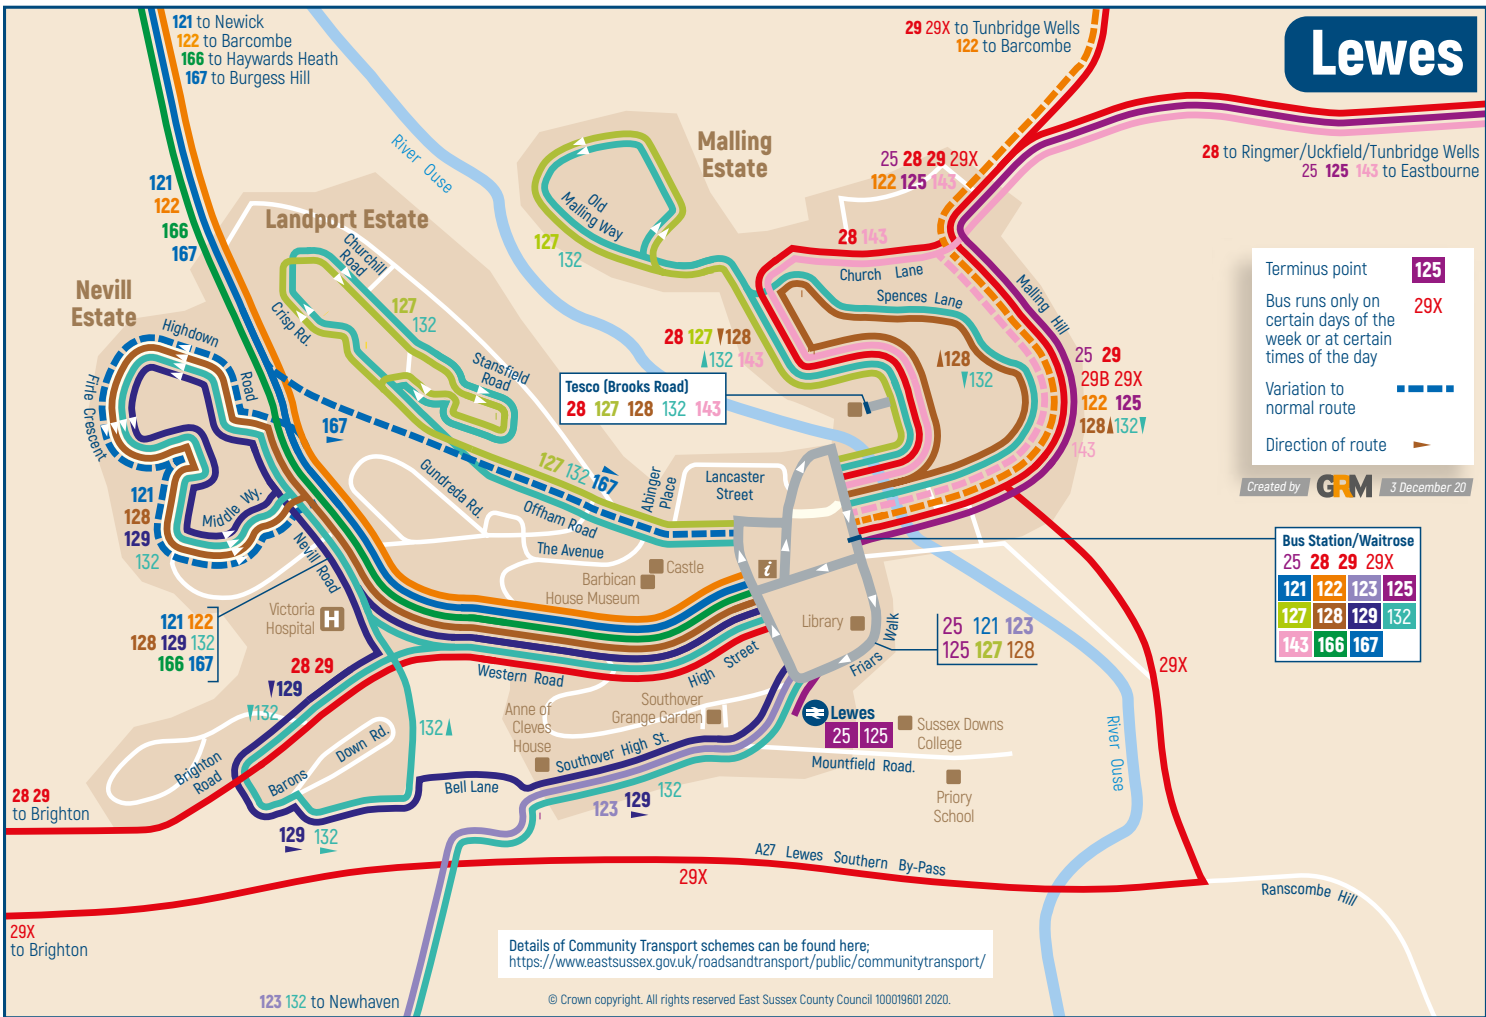 Lewes
121 to Newick
122 to Barcombe
166 to Haywards Heath
167 to Burgess Hill
29 29X to Tunbridge Wells
122 to Barcombe
28 to Ringmer/Uckfield/Tunbridge Wells
25 125 143 to Eastbourne
River Ouse
Malling
Estate
25 28 29 29X
122 125 143
121
122
166
167
Landport Estate
Churchill
Road
Old
Malling Way
127
132
28 143
Church Lane
Spences Lane
Malling Hill
Terminus point
125
Bus runs only on
certain days of the
week or at certain
times of the day
29X
Variation to
normal route
Direction of route
Created by
GRM
3 December 20
Nevill
Estate
Highdown
Road
Firle Crescent
Crisp Rd.
127
132
Stansfield
Road
28 127 128
132 143
128
132
25 29
29B 29X
122 125
128 132
143
Tesco (Brooks Road)
28 127 128 132 143
167
127 132 167
Gundreda Rd.
Offham Road
The Avenue
Abinger
Place
Lancaster
Street
121
128
129
132
Middle Wy.
Nevill Road
Castle
Barbican
House Museum
i
Bus Station/Waitrose
25 28 29 29X
121 122 123 125
127 128 129 132
143 166 167
Victoria
Hospital
H
121 122
128 129 132
166 167
28 29
129
132
Library
Friars Walk
25 121 123
125 127 128
29X
High Street
Western Road
132
Anne of
Cleves
House
Southover
Grange Garden
Lewes
25 125
Sussex Downs
College
Mountfield Road.
Southover High St.
Priory
School
River Ouse
Brighton
Road
Barons
Down Rd.
Bell Lane
123 129 132
28 29
to Brighton
129 132
A27 Lewes Southern By-Pass
29X
Ranscombe Hill
29X
to Brighton
Details of Community Transport schemes can be found here;
https://www.eastsussex.gov.uk/roadsandtransport/public/communitytransport/
123 132 to Newhaven
© Crown copyright. All rights reserved East Sussex County Council 100019601 2020.